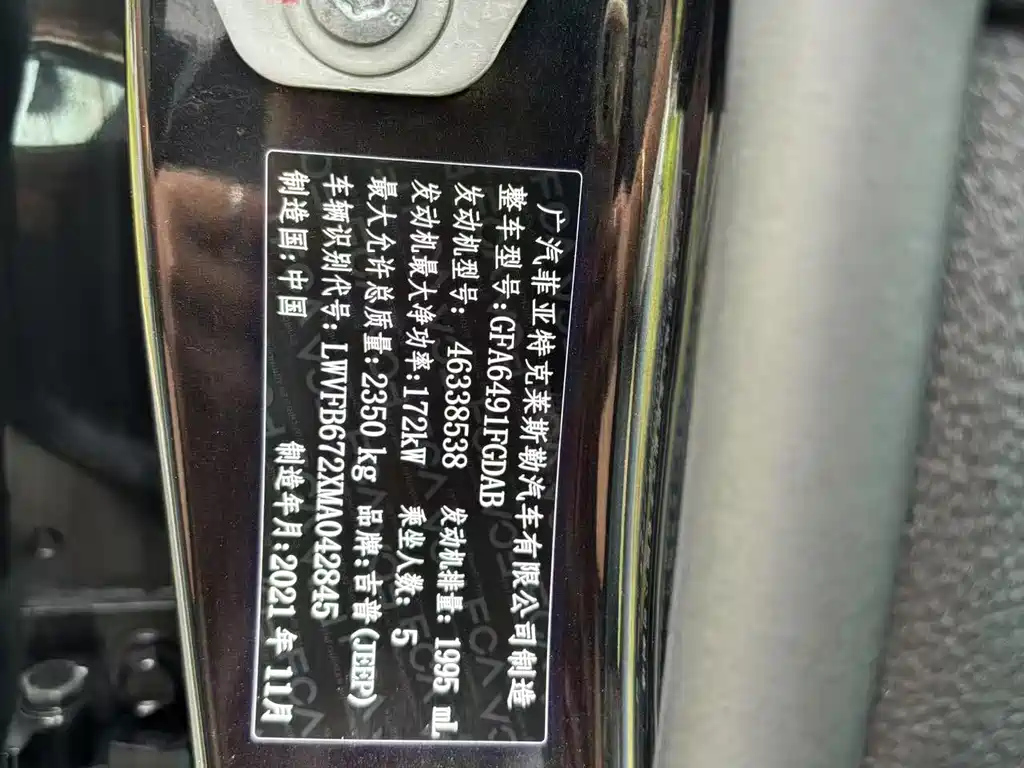 广汽菲亚特克莱斯勒汽车有限公司制造
整车型号:GFA6491FGDAB
发动机型号: 46338538 发动机排量: 1995 mL
发动机最大净功率:172kW 乘坐人数: 5
最大允许总质量:2350kg 品牌:吉普(JEEP)
车辆识别代号:LWVFB672XMA042845
制造国:中国 制造年月:2021年11月